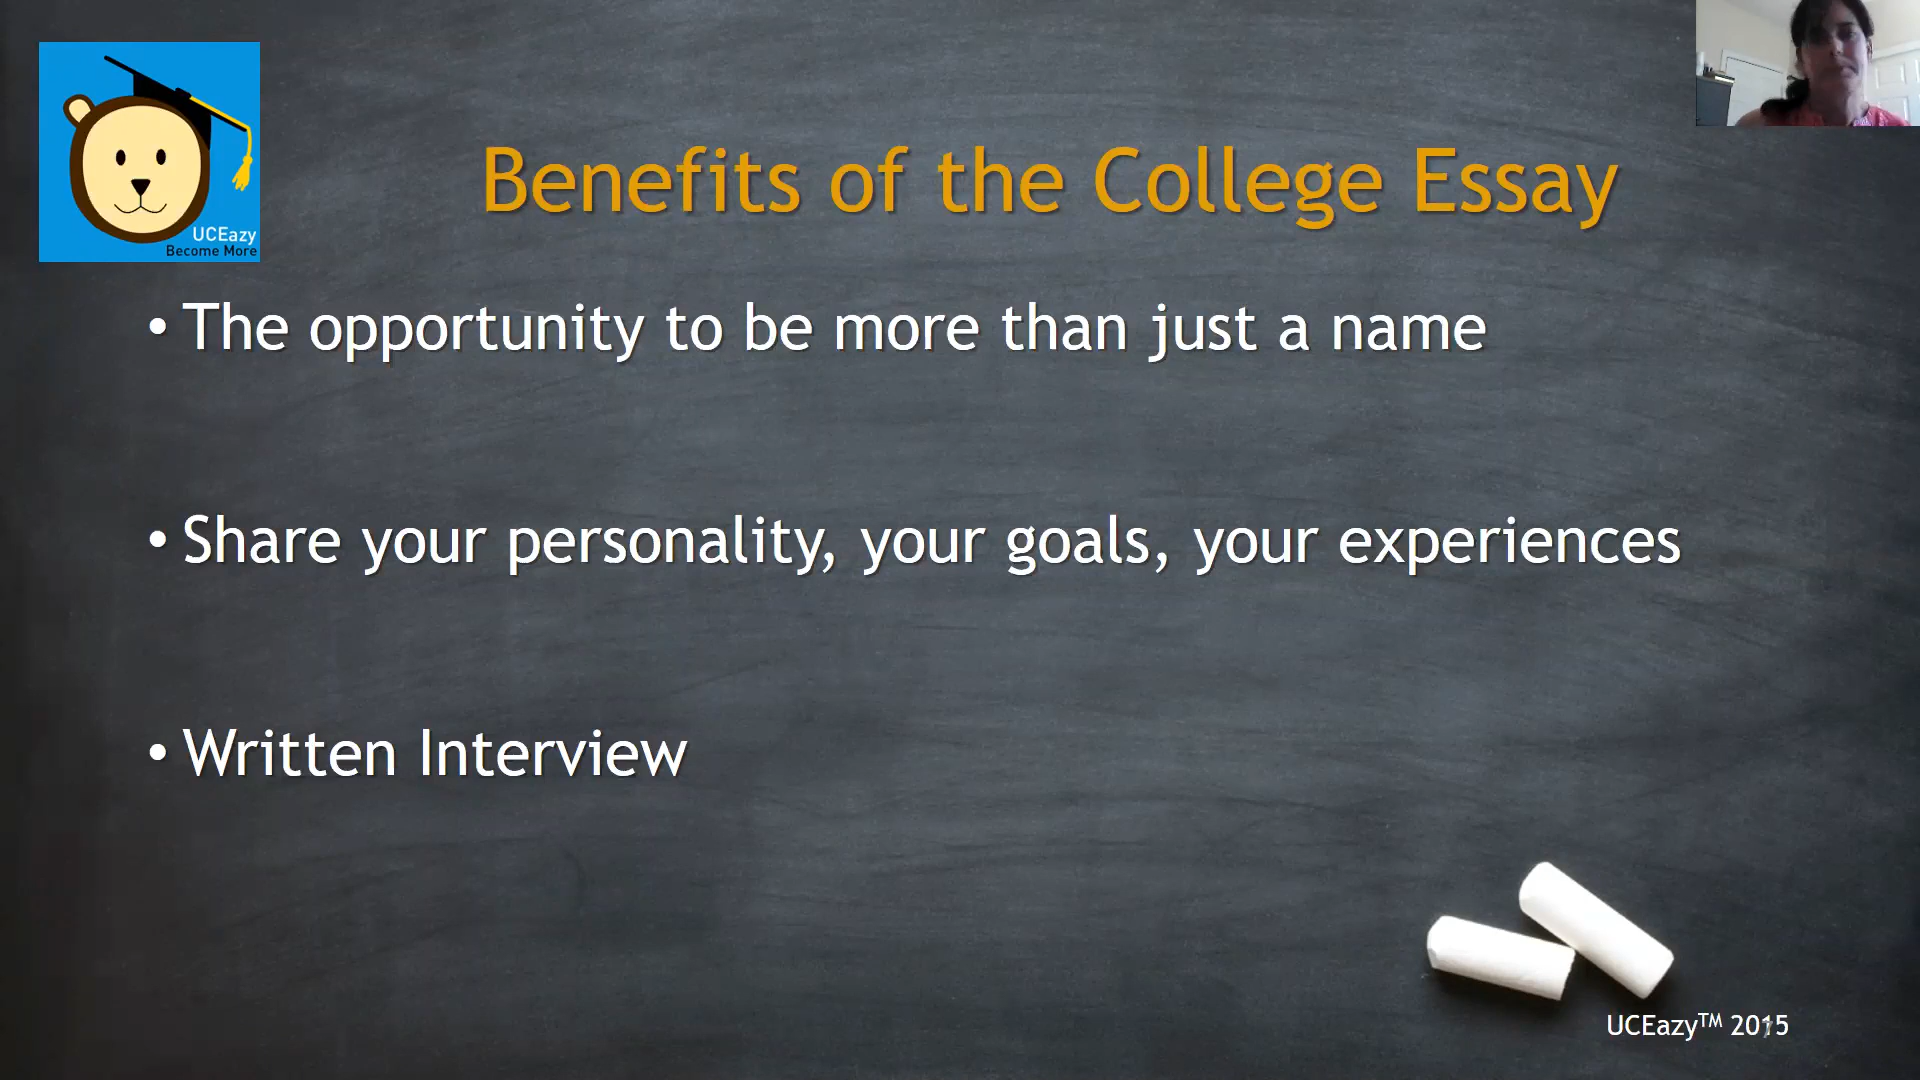 UCEazy
Become More
Benefits of the College Essay
• The opportunity to be more than just a name
• Share your personality, your goals, your experiences
• Written Interview
UCEazy™ 2015